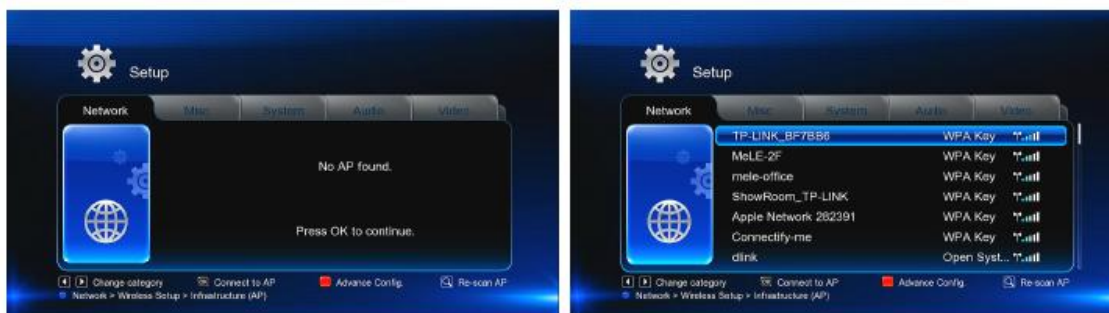 Setup
Network Misc System Audio Video
No AP found.
Press OK to continue.
Change category Connect to AP Advance Config. Re-scan AP
Network > Wireless Setup > Infrastructure (AP)
Setup
Network Misc System Audio Video
TP-LINK_BF7BB6 WPA Key
MeLE-2F WPA Key
mele-office WPA Key
ShowRoom_TP-LINK WPA Key
Apple Network 282391 WPA Key
Connectify-me WPA Key
dlink Open Syst...
Change category Connect to AP Advance Config. Re-scan AP
Network > Wireless Setup > Infrastructure (AP)